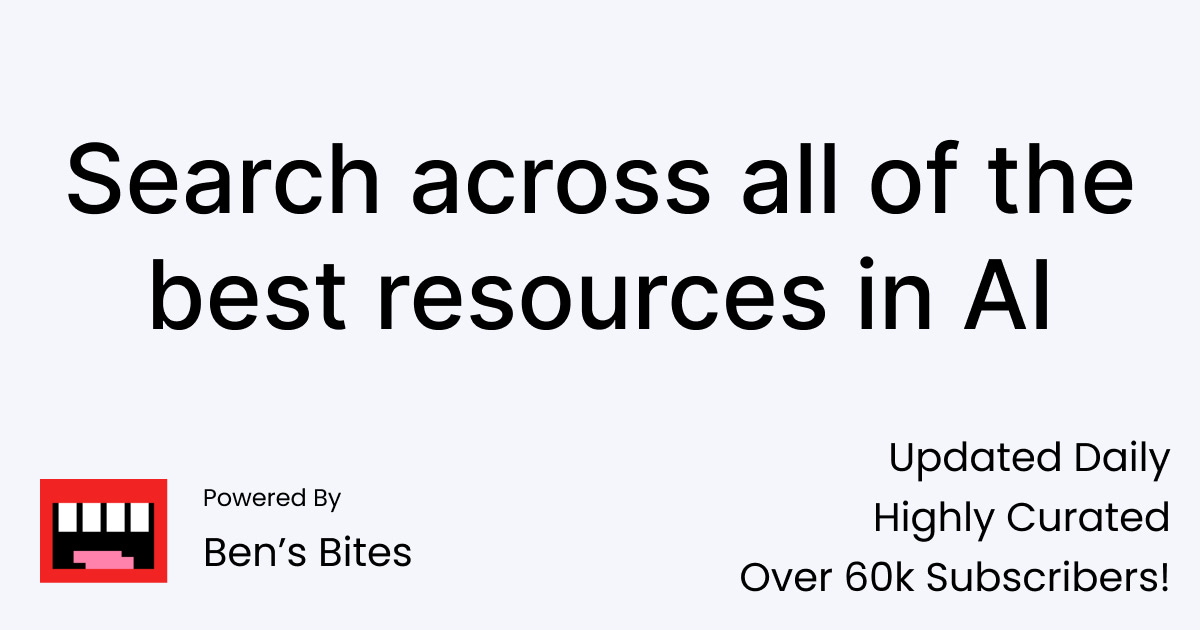 Search across all of the
best resources in AI
Powered By
Ben’s Bites
Updated Daily
Highly Curated
Over 60k Subscribers!